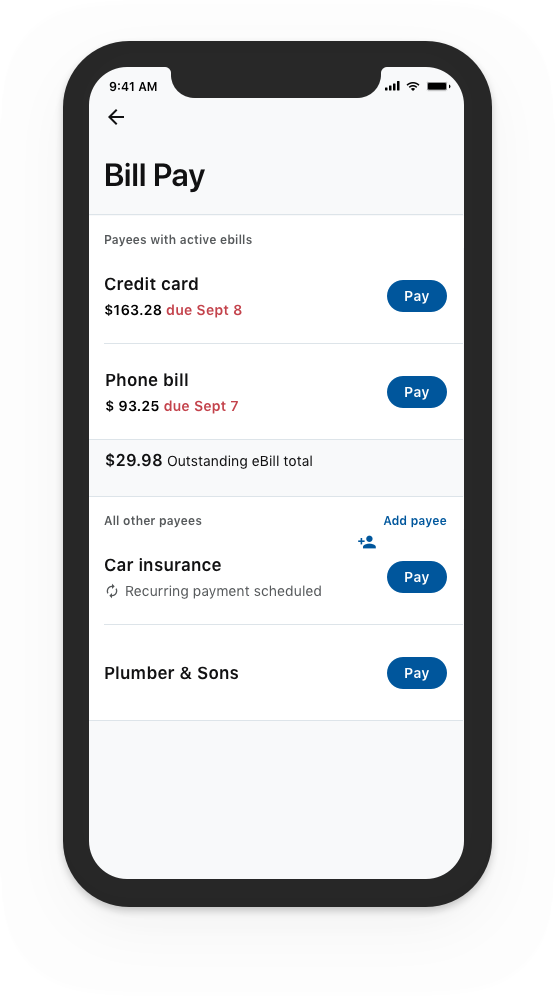 9:41 AM
Bill Pay
Payees with active ebills
Credit card
$163.28 due Sept 8
Pay
Phone bill
$ 93.25 due Sept 7
Pay
$29.98 Outstanding eBill total
All other payees
Add payee
Car insurance
Recurring payment scheduled
Pay
Plumber & Sons
Pay